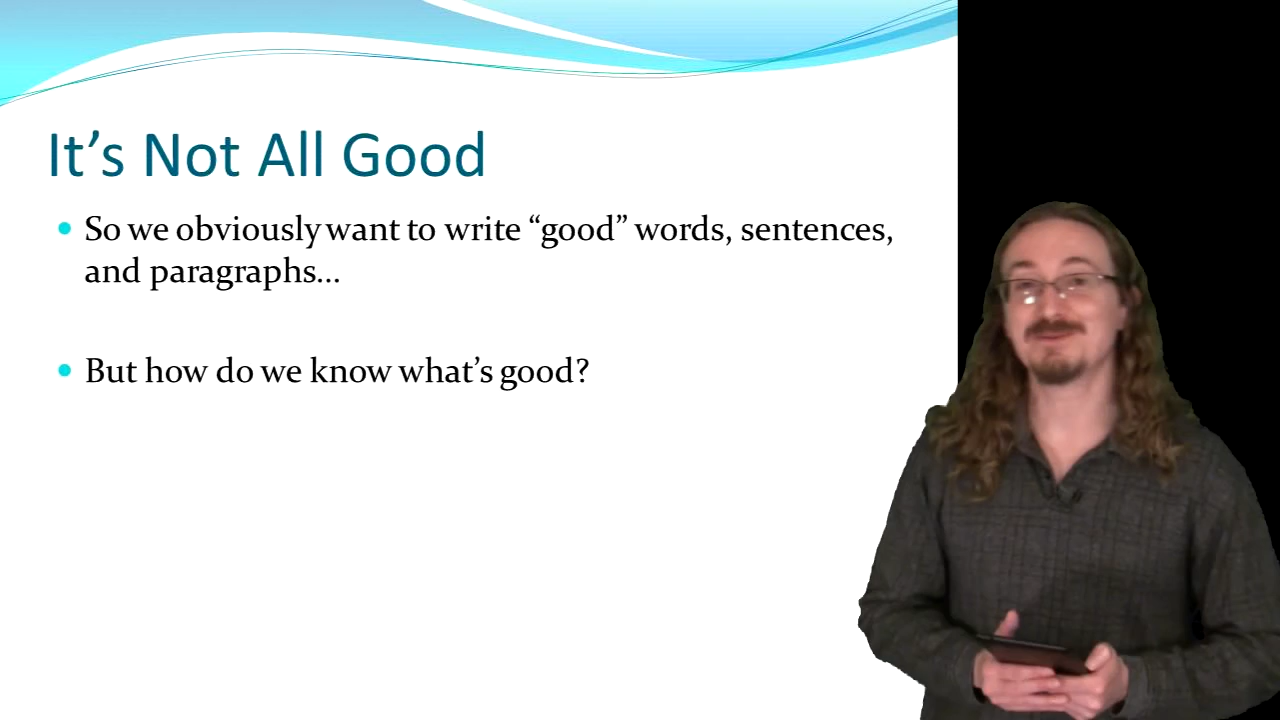 It’s Not All Good
So we obviously want to write “good” words, sentences,
and paragraphs…
But how do we know what’s good?